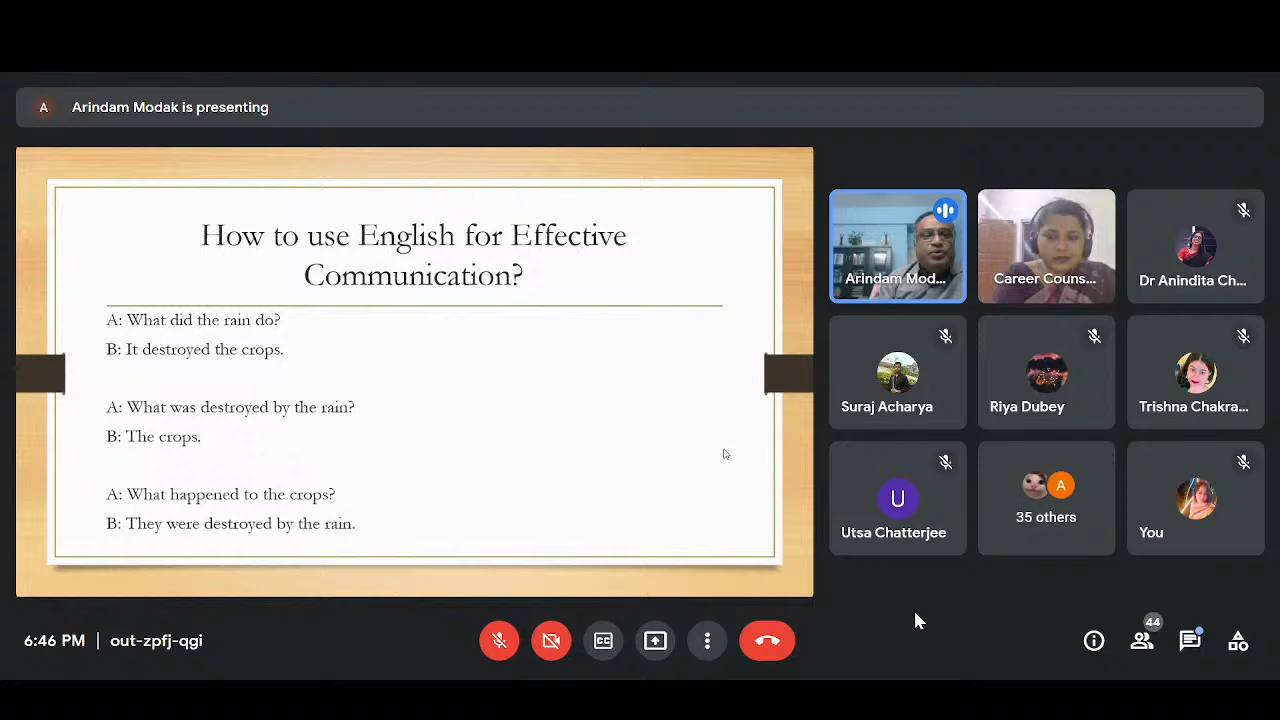 A Arindam Modak is presenting
How to use English for Effective
Communication?
A: What did the rain do?
B: It destroyed the crops.
A: What was destroyed by the rain?
B: The crops.
A: What happened to the crops?
B: They were destroyed by the rain.
Arindam Mod...
Career Couns...
Dr Anindita Ch...
Suraj Acharya
Riya Dubey
Trishna Chakra...
U
Utsa Chatterjee
A
35 others
You
6:46 PM | out-zpfj-qgi
CC
44